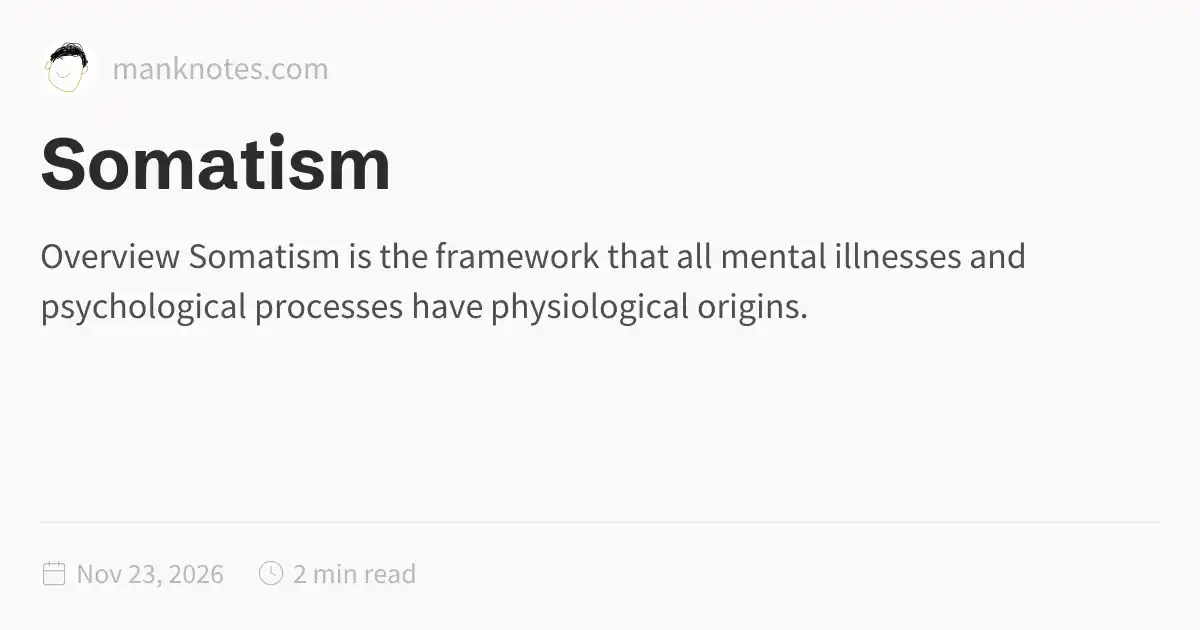 manknotes.com
Somatism
Overview Somatism is the framework that all mental illnesses and
psychological processes have physiological origins.
Nov 23, 2026 2 min read